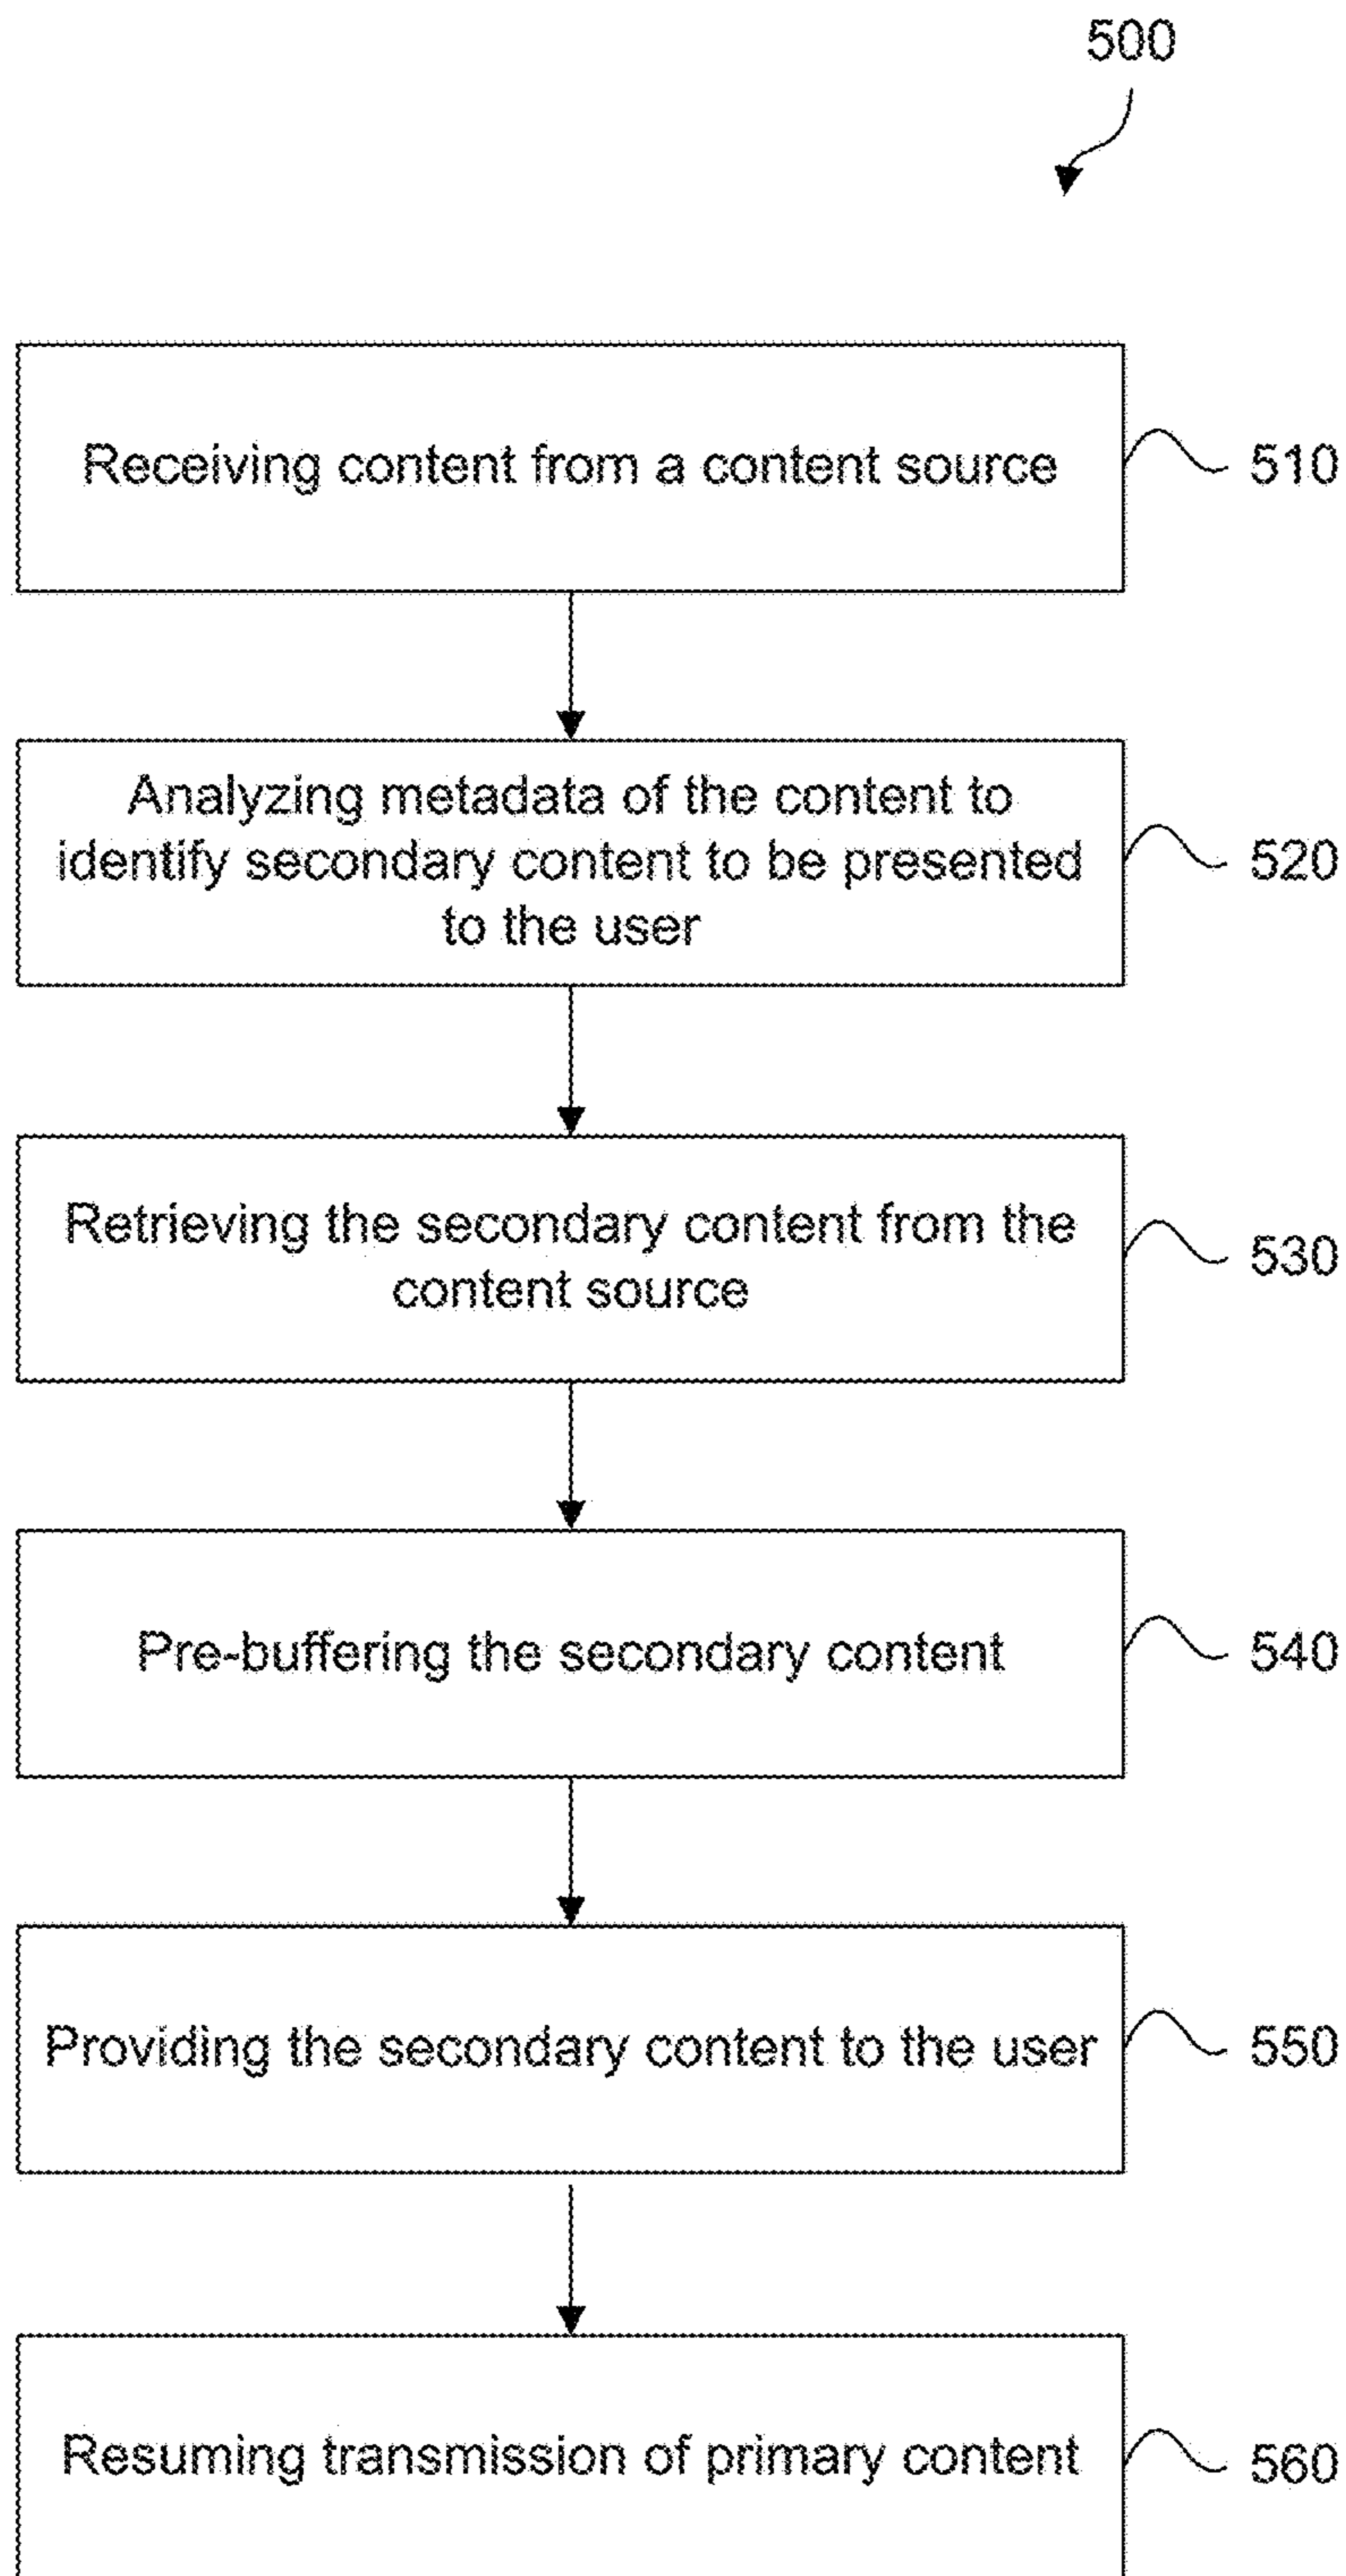 500
Receiving content from a content source
510
Analyzing metadata of the content to
identify secondary content to be presented
to the user
520
Retrieving the secondary content from the
content source
530
Pre-buffering the secondary content
540
Providing the secondary content to the user
550
Resuming transmission of primary content
560